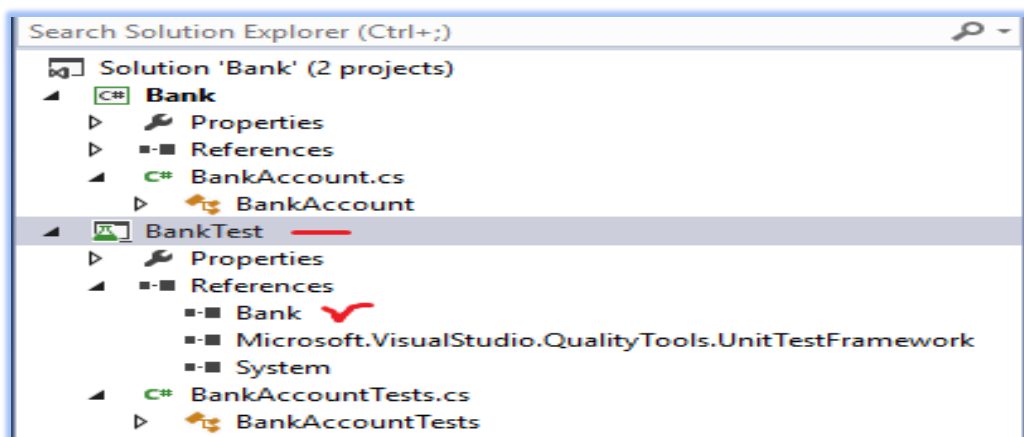 Search Solution Explorer (Ctrl+;)
Solution 'Bank' (2 projects)
C# Bank
Properties
References
C# BankAccount.cs
BankAccount
BankTest
Properties
References
Bank
Microsoft.VisualStudio.QualityTools.UnitTestFramework
System
C# BankAccountTests.cs
BankAccountTests